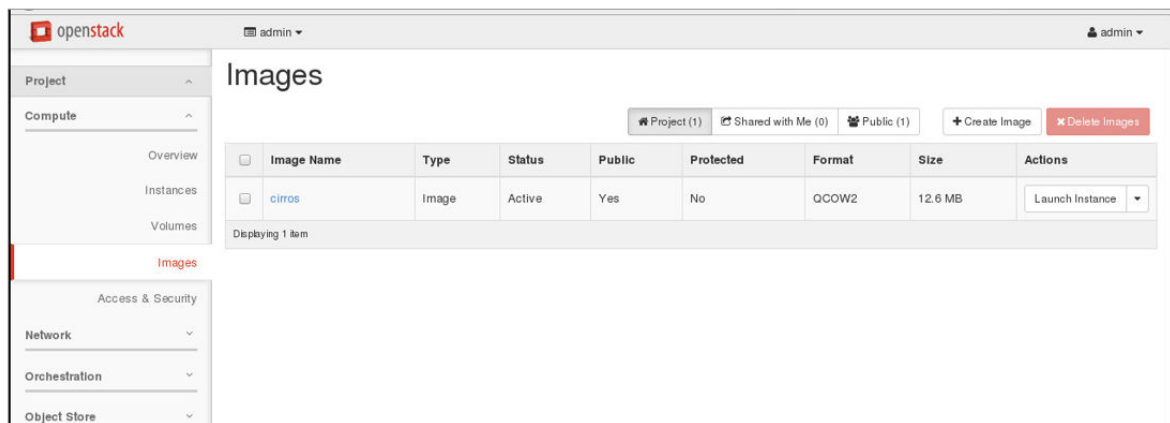 openstack
admin
admin
Project
Compute
Overview
Instances
Volumes
Images
Access & Security
Network
Orchestration
Object Store
Images
Project (1) Shared with Me (0) Public (1) Create Image Delete Images
Image Name Type Status Public Protected Format Size Actions
cirros Image Active Yes No QCOW2 12.6 MB Launch Instance
Displaying 1 item